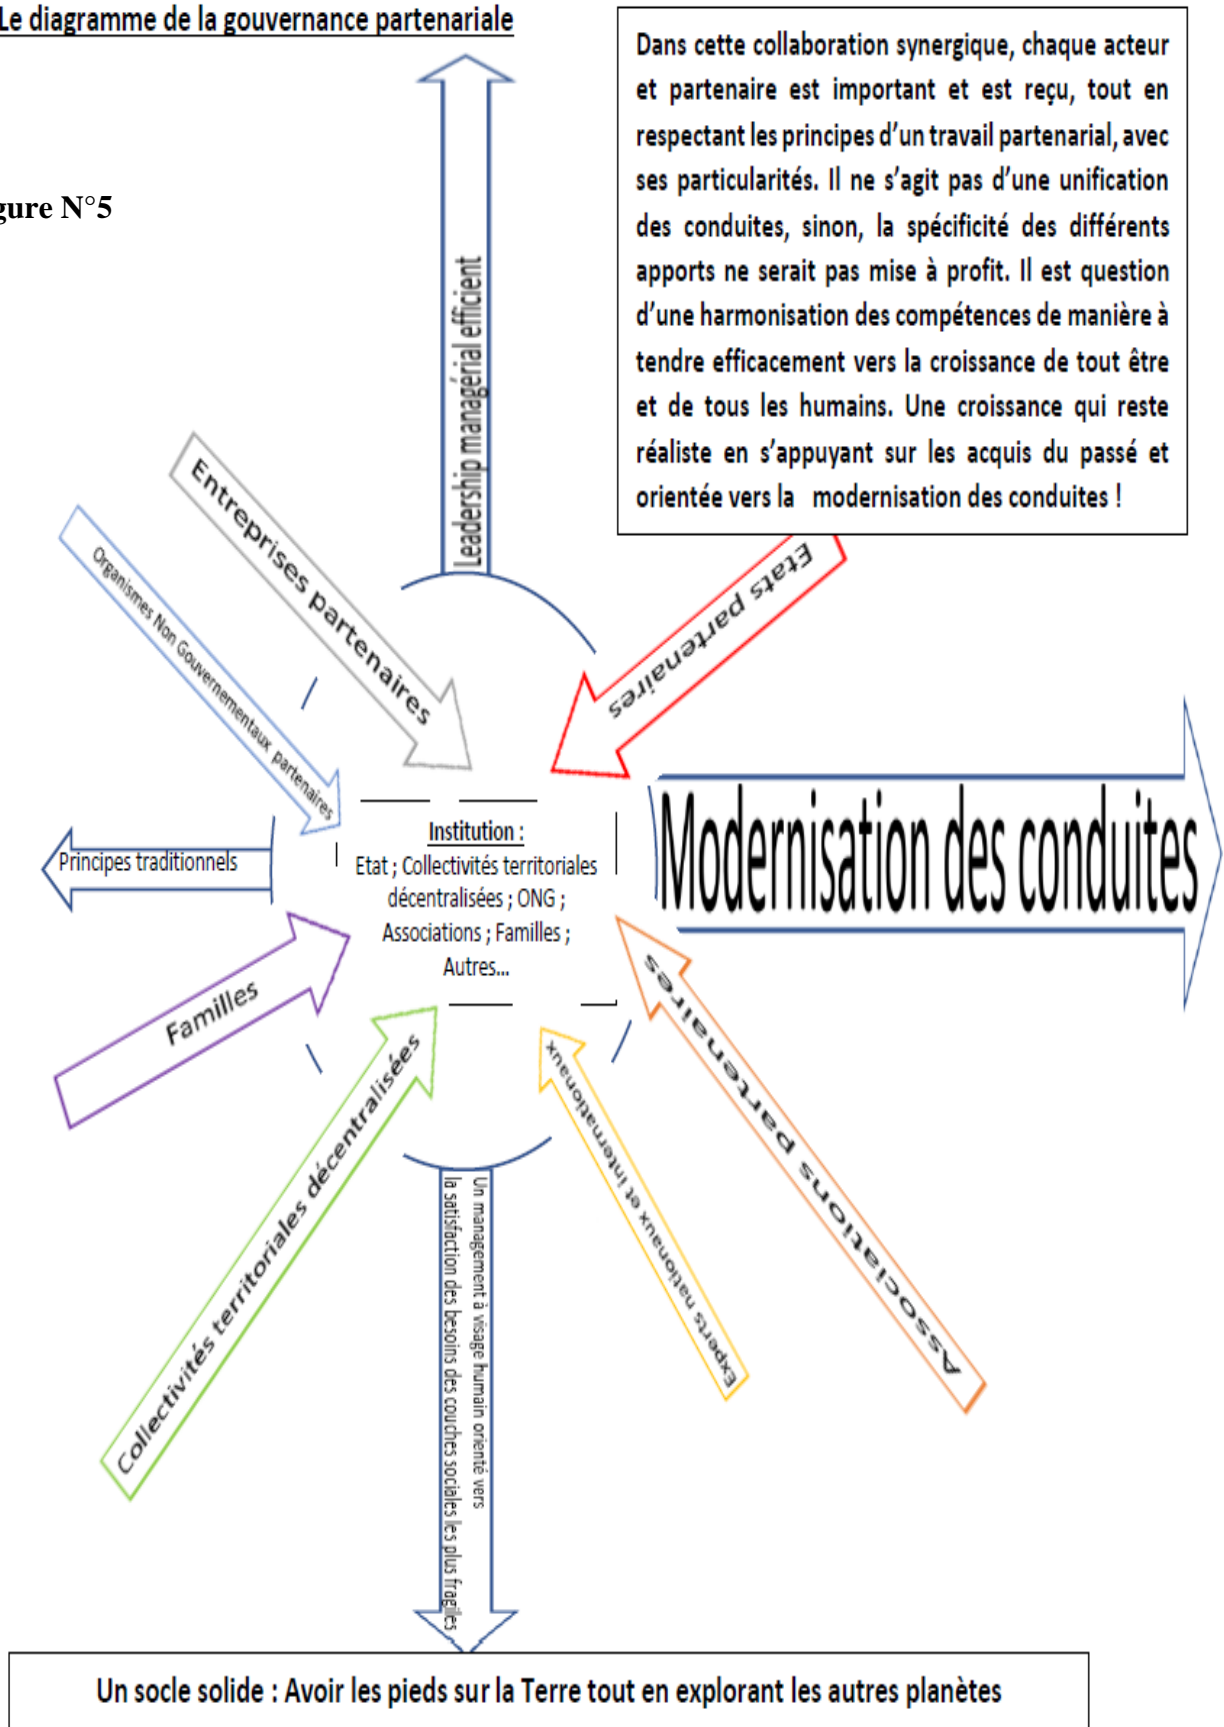 Le diagramme de la gouvernance partenariale
Dans cette collaboration synergique, chaque acteur
et partenaire est important et est reçu, tout en
respectant les principes d'un travail partenarial, avec
ses particularités. Il ne s'agit pas d'une unification
des conduites, sinon, la spécificité des différents
apports ne serait pas mise à profit. Il est question
d'une harmonisation des compétences de manière à
tendre efficacement vers la croissance de tout être
et de tous les humains. Une croissance qui reste
réaliste en s'appuyant sur les acquis du passé et
orientée vers la modernisation des conduites !
gure N°5
Leadership managérial efficient
Entreprises partenaires
Organismes Non Gouvernementaux partenaires
Etats partenaires
Institution :
Etat ; Collectivités territoriales
décentralisées ; ONG ;
Associations ; Familles ;
Autres...
Principes traditionnels
Modernisation des conduites
Familles
Collectivités territoriales décentralisées
Experts nationaux et internationaux
Associations partenaires
Un management à visage humain orienté vers
la satisfaction des besoins des couches sociales les plus fragiles
Un socle solide : Avoir les pieds sur la Terre tout en explorant les autres planètes